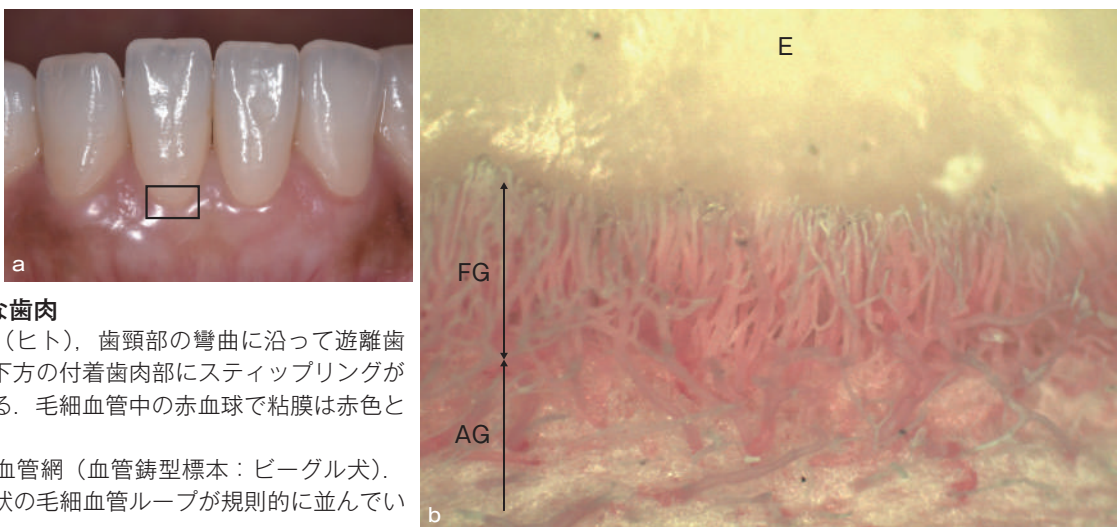 a
な歯肉
（ヒト），歯頸部の彎曲に沿って遊離歯
下方の付着歯肉部にスティップリングが
る．毛細血管中の赤血球で粘膜は赤色と
血管網（血管鋳型標本：ビーグル犬）．
状の毛細血管ループが規則的に並んでい
E
FG
AG
b